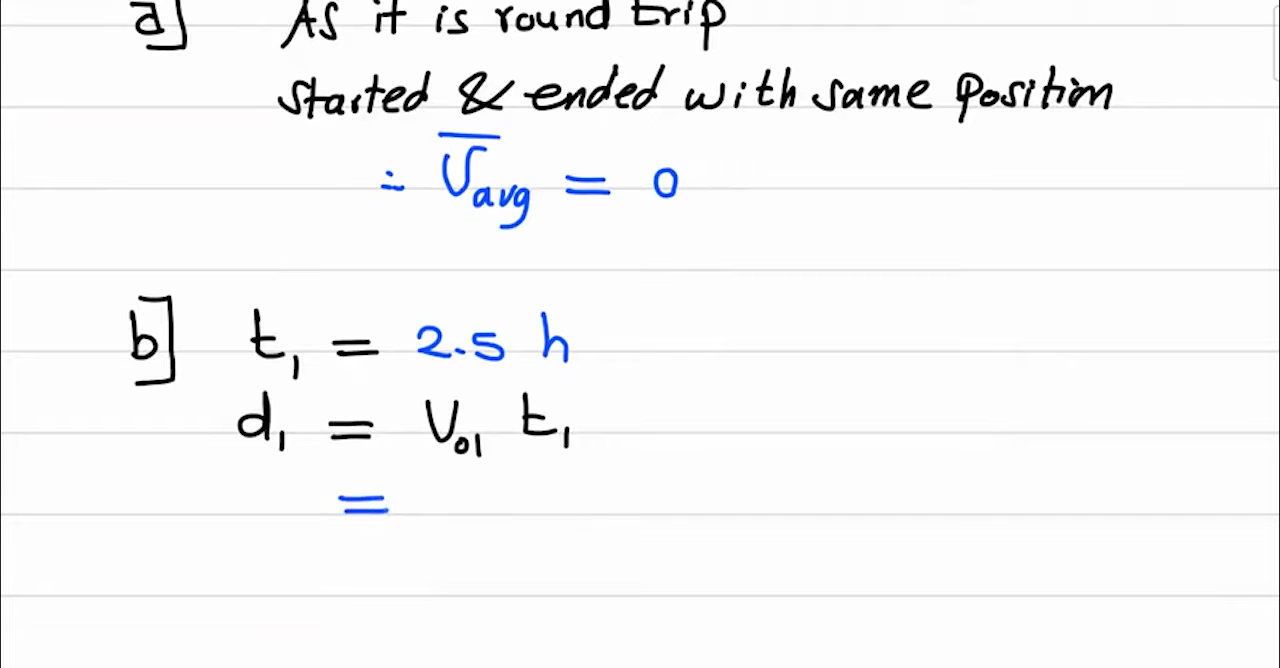 a] As it is round trip
started & ended with same position
∴ V̅avg = 0
b] t₁ = 2.5 h
d₁ = V₀₁ t₁
=